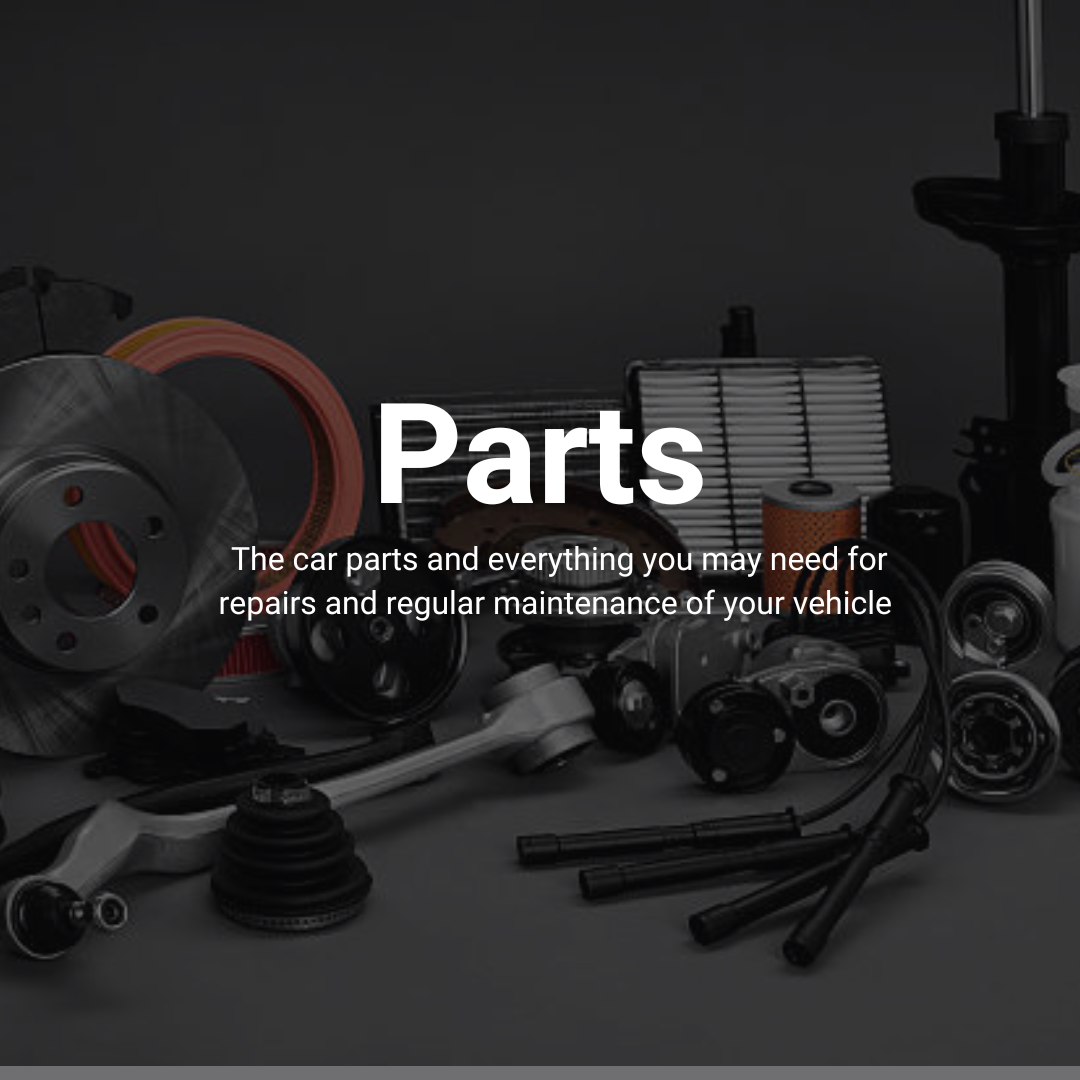 Parts
The car parts and everything you may need for
repairs and regular maintenance of your vehicle